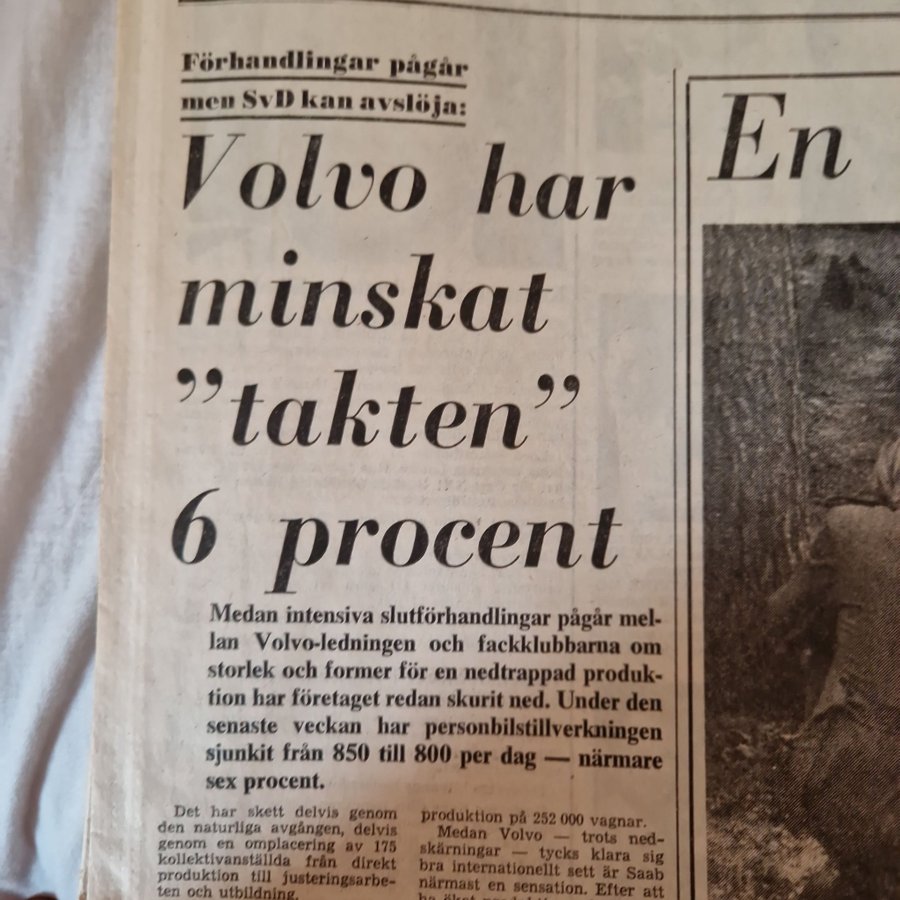 Förhandlingar pågår
men SvD kan avslöja:
Volvo har
minskat
”takten”
6 procent
Medan intensiva slutförhandlingar pågår mel-
lan Volvo-ledningen och fackklubbarna om
storlek och former för en nedtrappad produk-
tion har företaget redan skurit ned. Under den
senaste veckan har personbilstillverkningen
sjunkit från 850 till 800 per dag — närmare
sex procent.
Det har skett delvis genom
den naturliga avgången, delvis
genom en omplacering av 175
kollektivanställda från direkt
produktion till justeringsarbe-
ten och utbildning.
produktion på 252 000 vagnar.
Medan Volvo — trots ned-
skärningar — tycks klara sig
bra internationellt sett är Saab
närmast en sensation. Efter att
En